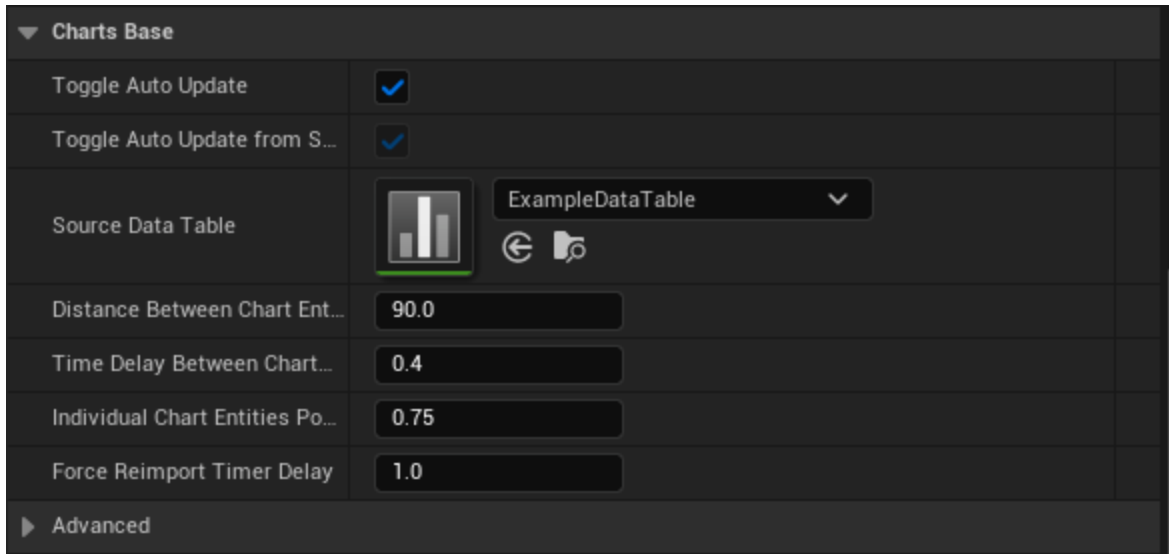 Charts Base
Toggle Auto Update
Toggle Auto Update from S...
Source Data Table
ExampleDataTable
Distance Between Chart Ent...
90.0
Time Delay Between Chart...
0.4
Individual Chart Entities Po...
0.75
Force Reimport Timer Delay
1.0
Advanced